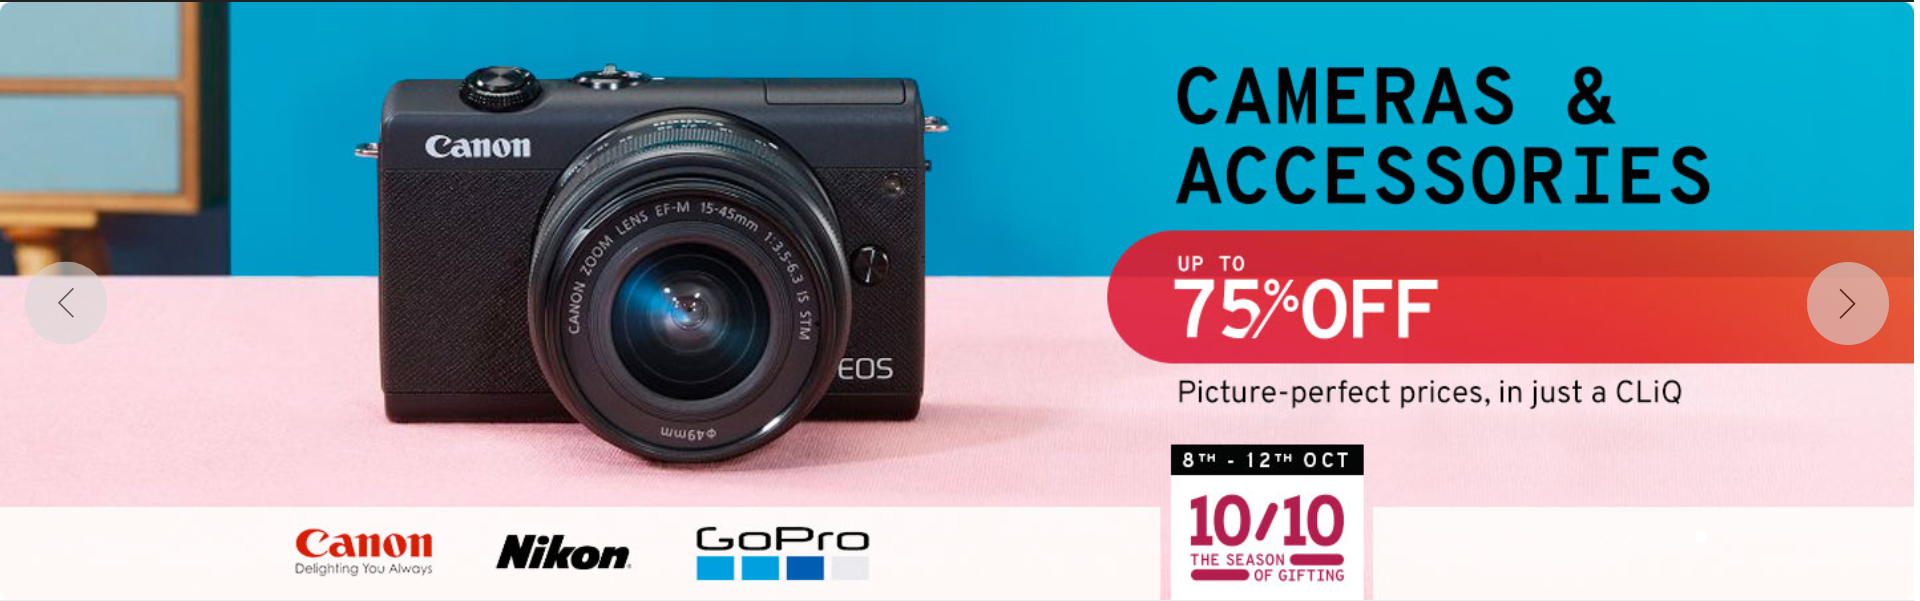 Canon
CANON ZOOM LENS EF-M 15-45mm 1:3.5-6.3 IS STM
EOS
⌀49mm
CAMERAS &
ACCESSORIES
UP TO
75%OFF
Picture-perfect prices, in just a CLiQ
8TH - 12TH OCT
10/10
THE SEASON
OF GIFTING
Canon
Delighting You Always
Nikon
GoPro